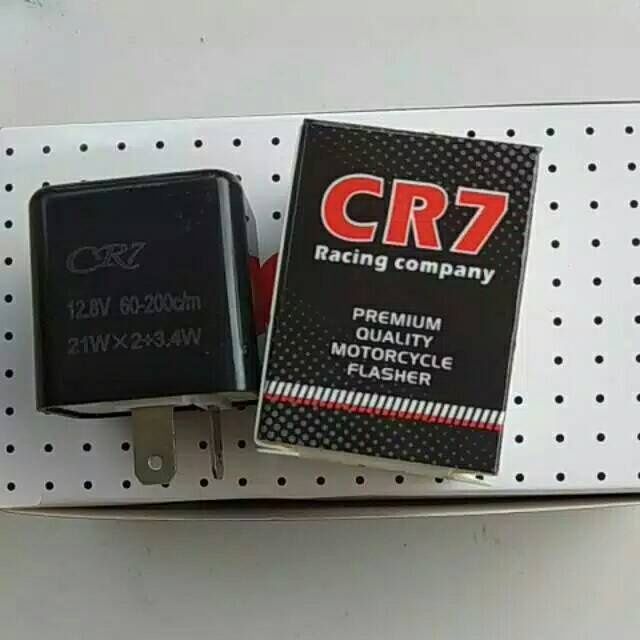 CR7
12.8V 60-200c/m
21W×2+3.4W
CR7
Racing company
PREMIUM
QUALITY
MOTORCYCLE
FLASHER